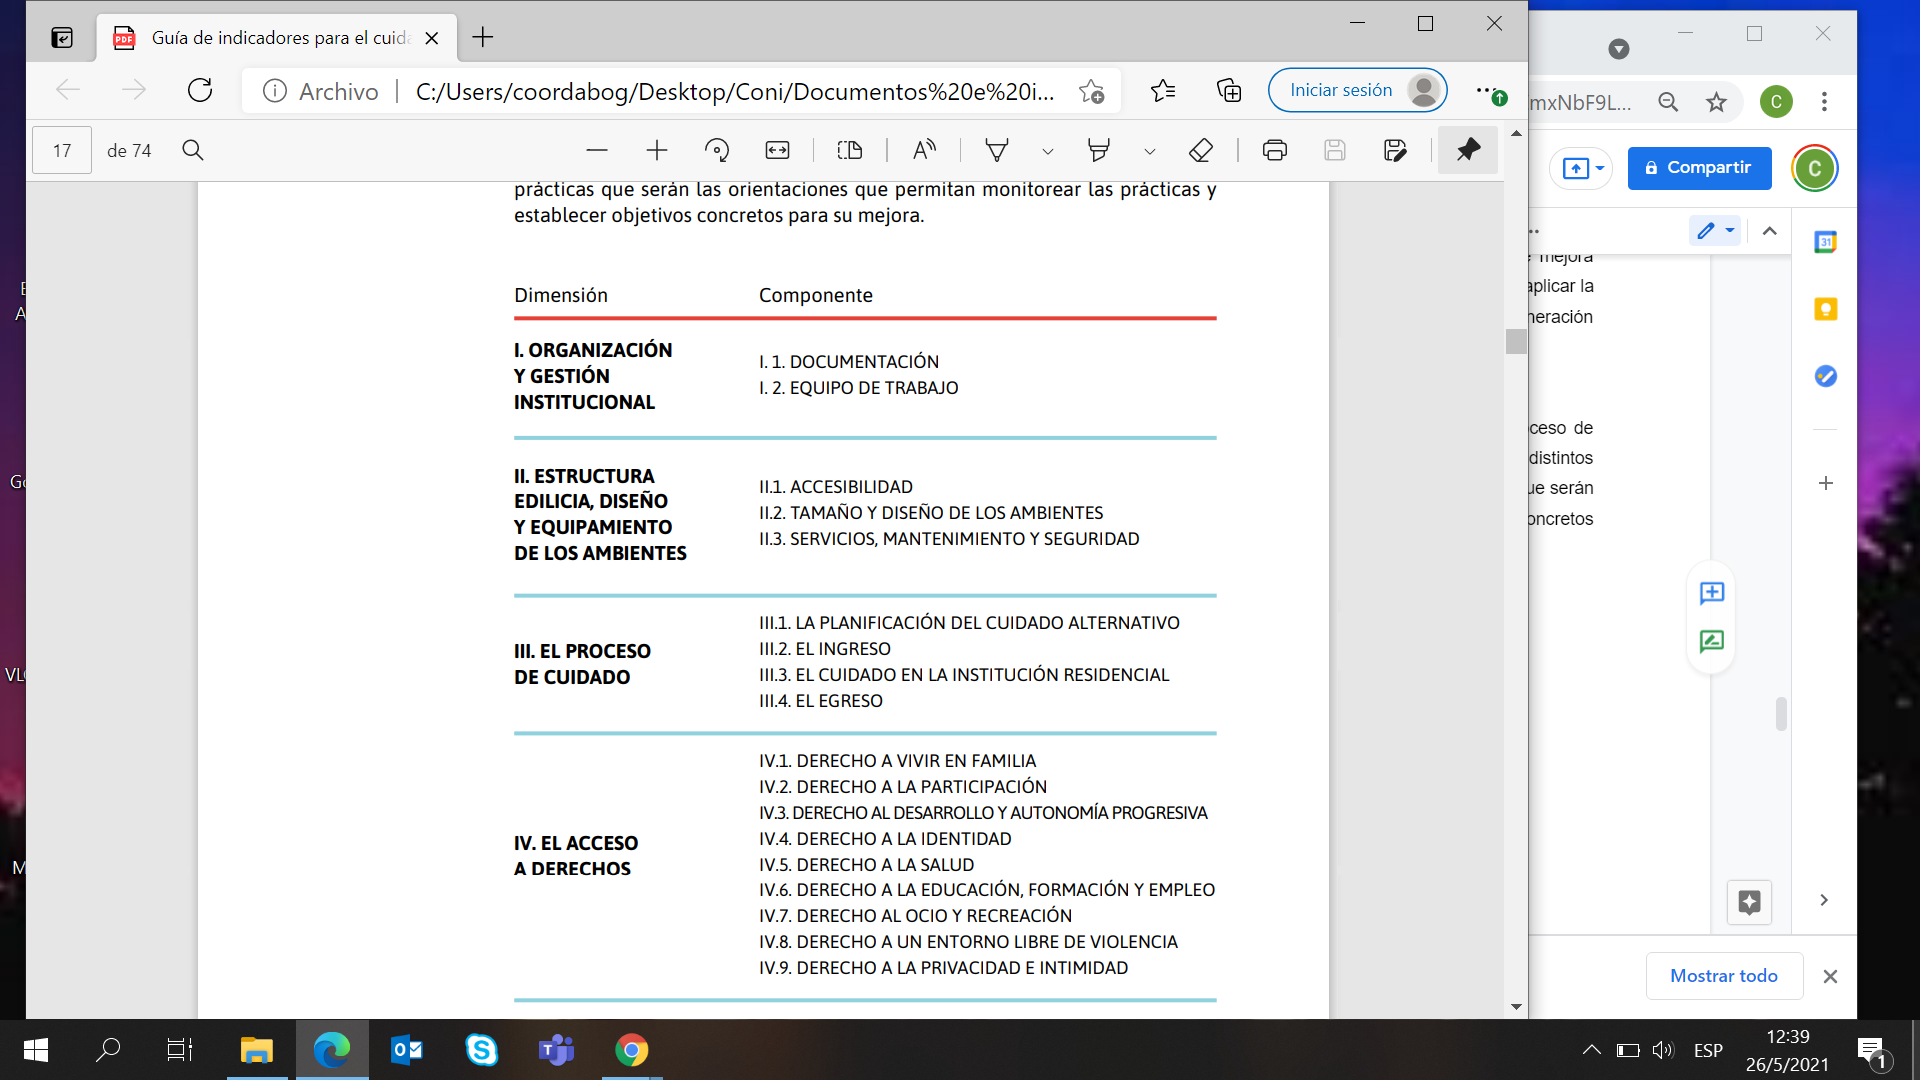 Guía de indicadores para el cuida
Archivo
C:/Users/coordabog/Desktop/Coni/Documentos%20e%20i...
Iniciar sesión
mxNbF9L...
C
17 de 74
Compartir
C
prácticas que serán las orientaciones que permitan monitorear las prácticas y
establecer objetivos concretos para su mejora.
Dimensión Componente
I. ORGANIZACIÓN
Y GESTIÓN
INSTITUCIONAL
I. 1. DOCUMENTACIÓN
I. 2. EQUIPO DE TRABAJO
II. ESTRUCTURA
EDILICIA, DISEÑO
Y EQUIPAMIENTO
DE LOS AMBIENTES
II.1. ACCESIBILIDAD
II.2. TAMAÑO Y DISEÑO DE LOS AMBIENTES
II.3. SERVICIOS, MANTENIMIENTO Y SEGURIDAD
III. EL PROCESO
DE CUIDADO
III.1. LA PLANIFICACIÓN DEL CUIDADO ALTERNATIVO
III.2. EL INGRESO
III.3. EL CUIDADO EN LA INSTITUCIÓN RESIDENCIAL
III.4. EL EGRESO
IV. EL ACCESO
A DERECHOS
IV.1. DERECHO A VIVIR EN FAMILIA
IV.2. DERECHO A LA PARTICIPACIÓN
IV.3. DERECHO AL DESARROLLO Y AUTONOMÍA PROGRESIVA
IV.4. DERECHO A LA IDENTIDAD
IV.5. DERECHO A LA SALUD
IV.6. DERECHO A LA EDUCACIÓN, FORMACIÓN Y EMPLEO
IV.7. DERECHO AL OCIO Y RECREACIÓN
IV.8. DERECHO A UN ENTORNO LIBRE DE VIOLENCIA
IV.9. DERECHO A LA PRIVACIDAD E INTIMIDAD
e mejora
aplicar la
neración
ceso de
distintos
ue serán
oncretos
31
Mostrar todo
E
A
Go
VL
M
ESP
12:39
26/5/2021
1